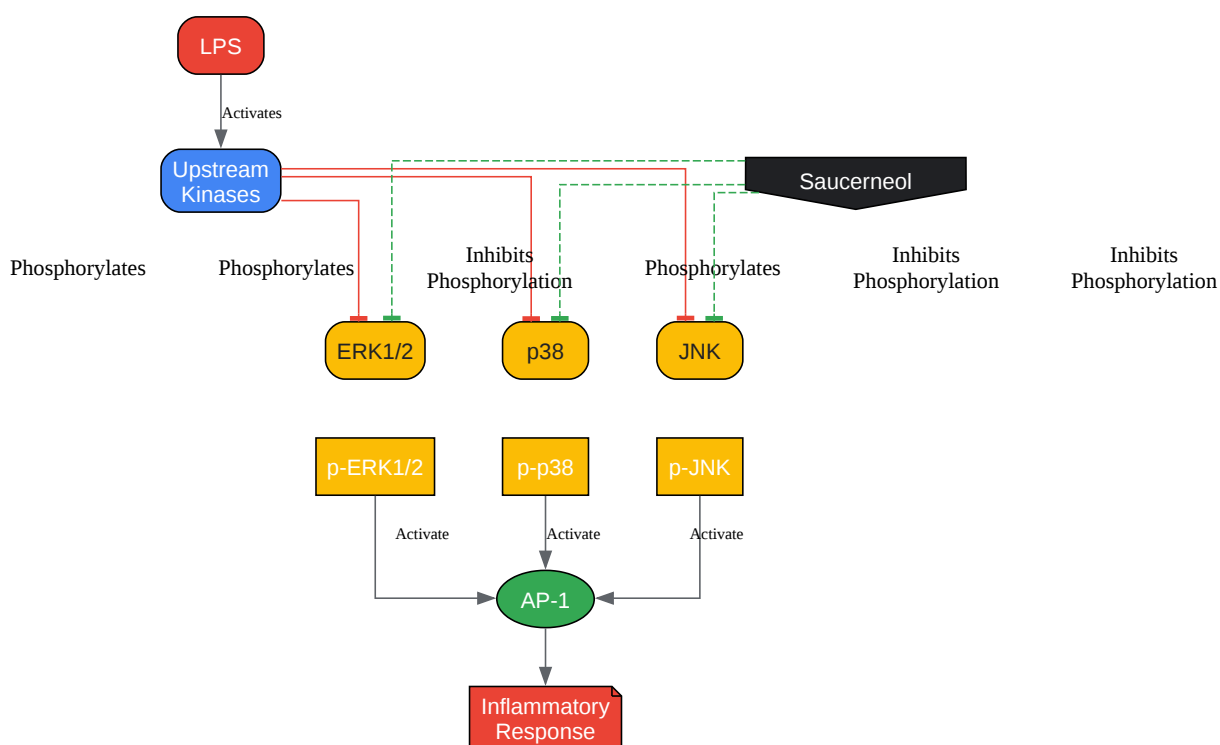 LPS
Activates
Upstream
Kinases
Saucerneol
Phosphorylates
Phosphorylates
Inhibits
Phosphorylation
Phosphorylates
Inhibits
Phosphorylation
Inhibits
Phosphorylation
ERK1/2
p38
JNK
p-ERK1/2
p-p38
p-JNK
Activate
Activate
Activate
AP-1
Inflammatory
Response